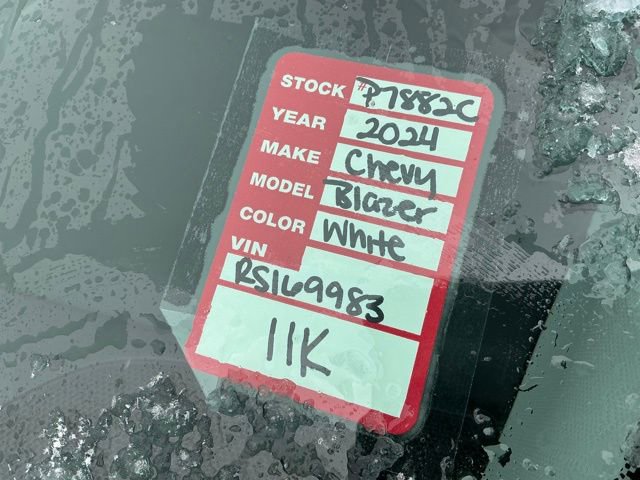 STOCK #P7882C
YEAR 2024
MAKE Chevy
MODEL Blazer
COLOR White
VIN
RS169983
11K